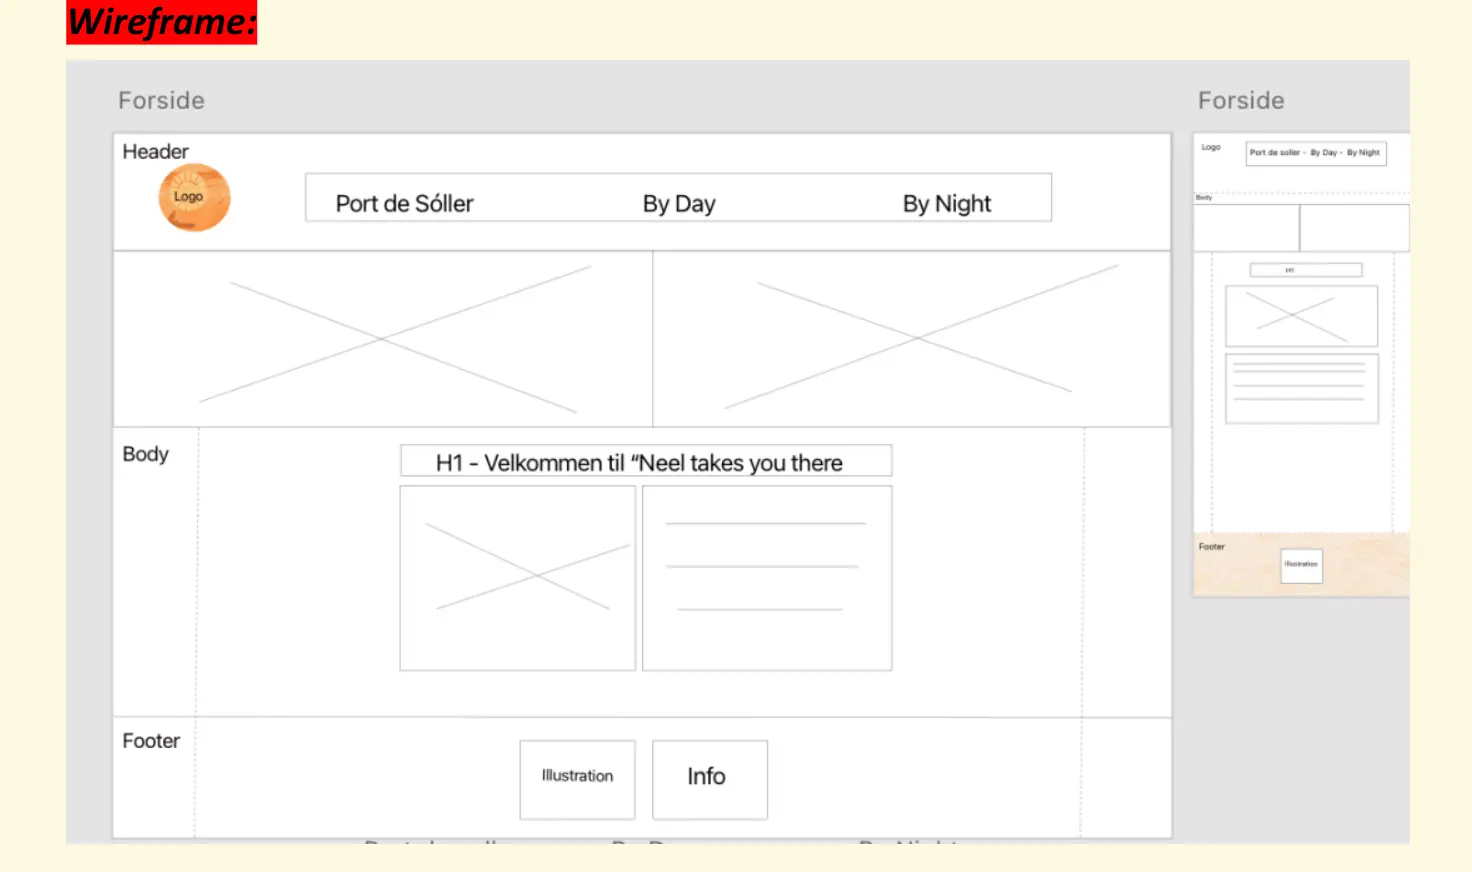 Wireframe:
Forside
Header
Logo
Port de Sóller By Day By Night
Body
H1 - Velkommen til “Neel takes you there
Footer
Illustration
Info
Forside
Logo
Port de soller - By Day - By Night
Body
H1
Footer
Illustration